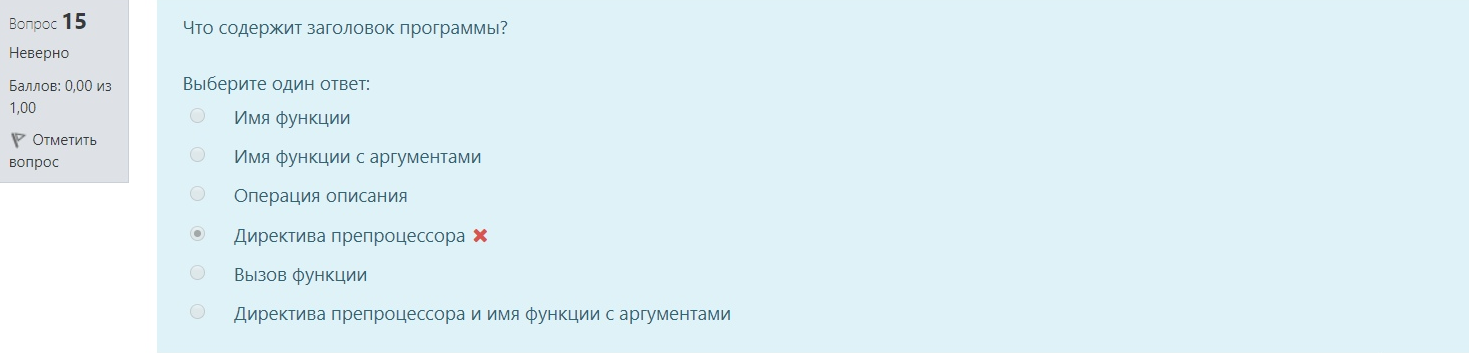 Вопрос 15
Неверно
Баллов: 0,00 из
1,00
Отметить
вопрос
Что содержит заголовок программы?
Выберите один ответ:
Имя функции
Имя функции с аргументами
Операция описания
Директива препроцессора
Вызов функции
Директива препроцессора и имя функции с аргументами